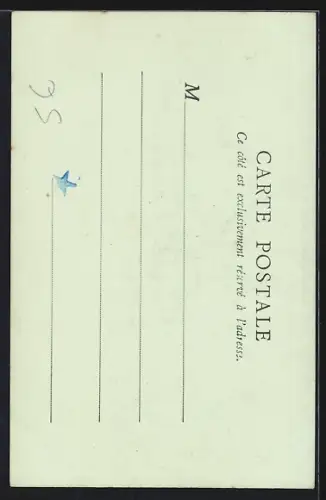 CARTE POSTALE
Ce côté est exclusivement réservé à l'adresse.
M